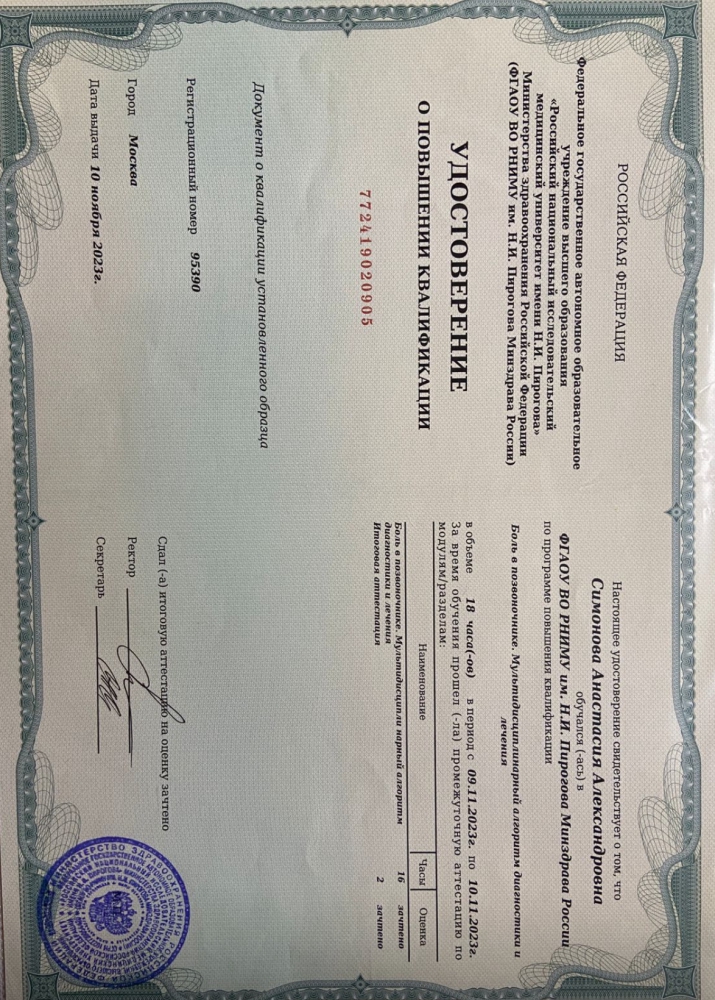 РОССИЙСКАЯ ФЕДЕРАЦИЯ
Федеральное государственное автономное образовательное
учреждение высшего образования
«Российский национальный исследовательский
медицинский университет имени Н.И. Пирогова»
Министерства здравоохранения Российской Федерации
(ФГАОУ ВО РНИМУ им. Н.И. Пирогова Минздрава России)
УДОСТОВЕРЕНИЕ
О ПОВЫШЕНИИ КВАЛИФИКАЦИИ
772419020905
Документ о квалификации установленного образца
Регистрационный номер 95390
Город Москва
Дата выдачи 10 ноября 2023г.
Настоящее удостоверение свидетельствует о том, что
Симонова Анастасия Александровна
обучался (-ась) в
ФГАОУ ВО РНИМУ им. Н.И. Пирогова Минздрава России
по программе повышения квалификации
Боль в позвоночнике. Мультидисциплинарный алгоритм диагностики и
лечения
в объеме 18 часа(-ов) в период с 09.11.2023г. по 10.11.2023г.
За время обучения прошел (-ла) промежуточную аттестацию по
модулям/разделам:
Наименование Часы Оценка
Боль в позвоночнике. Мультидисципли нарный алгоритм
диагностики и лечения 16 зачтено
Итоговая аттестация 2 зачтено
Сдал (-а) итоговую аттестацию на оценку зачтено
Ректор
Секретарь